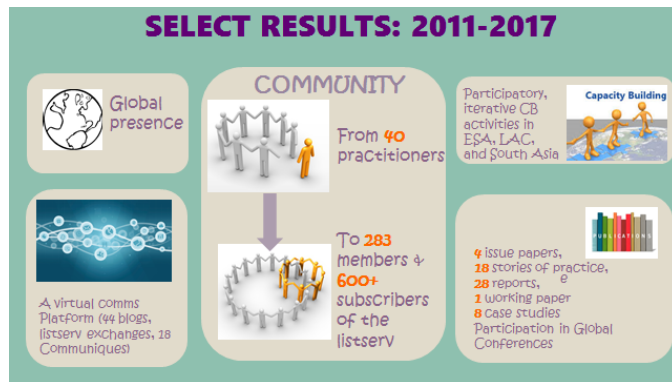 SELECT RESULTS: 2011-2017
Global
presence
COMMUNITY
From 40
practitioners
To 283
members &
600+
subscribers
of the
listserv
Participatory,
iterative CB
activities in
ESA, LAC,
and South Asia
Capacity Building
A virtual comms
Platform (44 blogs,
listserv exchanges, 18
Communiques)
PUBLICATIONS
4 issue papers,
18 stories of practice,
28 reports,
e
1 working paper
8 case studies
Participation in Global
Conferences